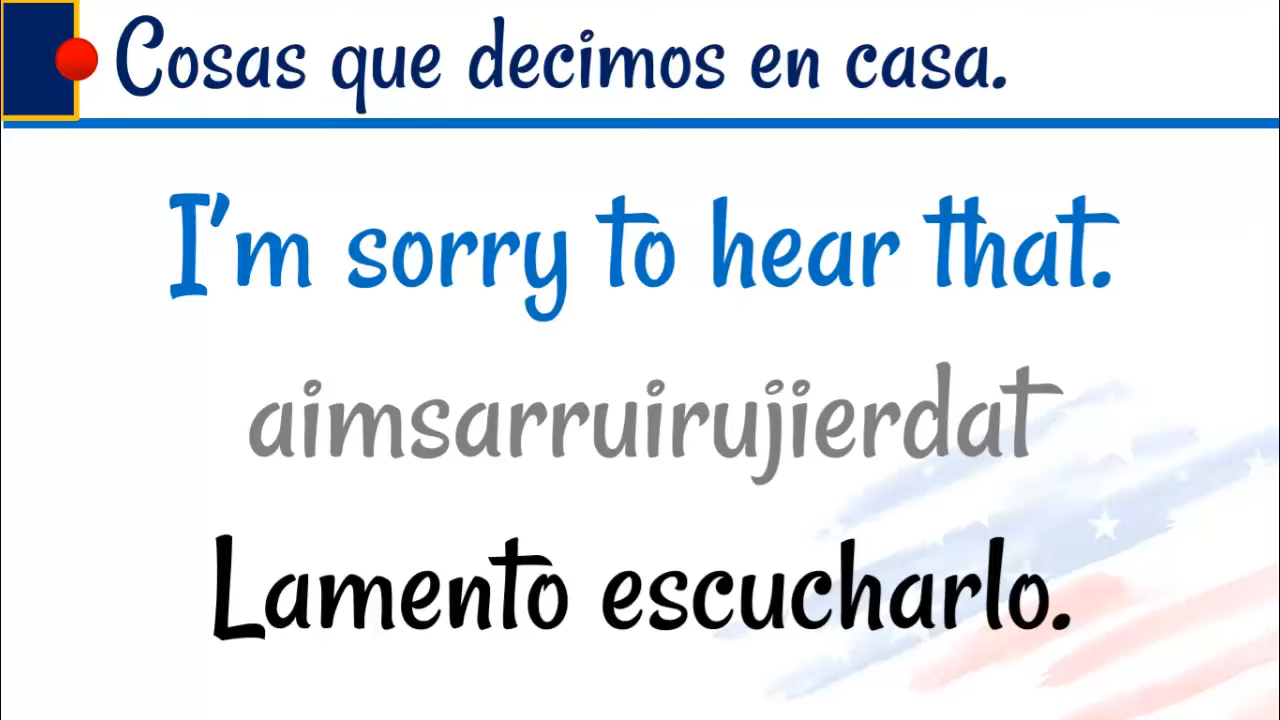 Cosas que decimos en casa.
I'm sorry to hear that.
aimsarruirujierdat
Lamento escucharlo.